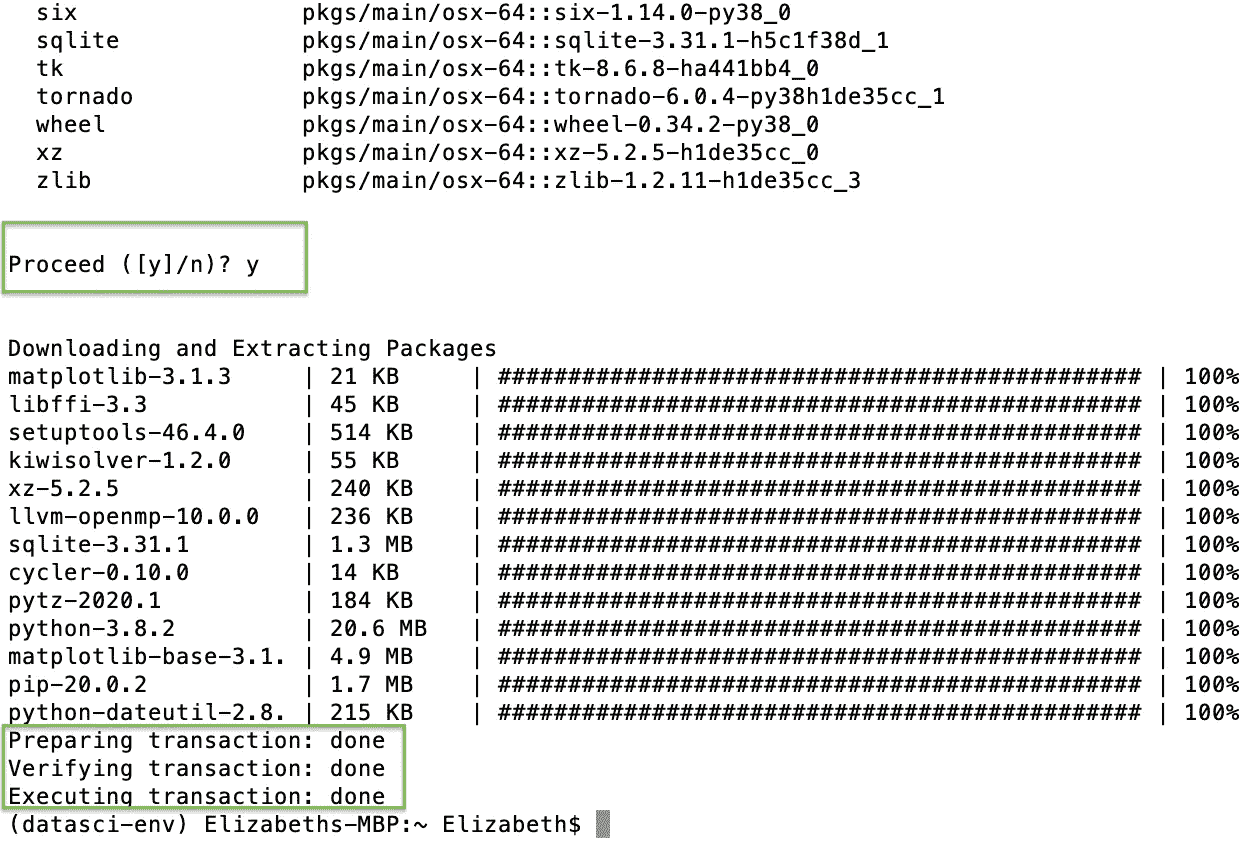 six pkgs/main/osx-64::six-1.14.0-py38_0
sqlite pkgs/main/osx-64::sqlite-3.31.1-h5c1f38d_1
tk pkgs/main/osx-64::tk-8.6.8-ha441bb4_0
tornado pkgs/main/osx-64::tornado-6.0.4-py38h1de35cc_1
wheel pkgs/main/osx-64::wheel-0.34.2-py38_0
xz pkgs/main/osx-64::xz-5.2.5-h1de35cc_0
zlib pkgs/main/osx-64::zlib-1.2.11-h1de35cc_3
Proceed ([y]/n)? y
Downloading and Extracting Packages
matplotlib-3.1.3 | 21 KB | ############################################## | 100%
libffi-3.3 | 45 KB | ############################################## | 100%
setuptools-46.4.0 | 514 KB | ############################################## | 100%
kiwisolver-1.2.0 | 55 KB | ############################################## | 100%
xz-5.2.5 | 240 KB | ############################################## | 100%
llvm-openmp-10.0.0 | 236 KB | ############################################## | 100%
sqlite-3.31.1 | 1.3 MB | ############################################## | 100%
cycler-0.10.0 | 14 KB | ############################################## | 100%
pytz-2020.1 | 184 KB | ############################################## | 100%
python-3.8.2 | 20.6 MB | ############################################## | 100%
matplotlib-base-3.1. | 4.9 MB | ############################################## | 100%
pip-20.0.2 | 1.7 MB | ############################################## | 100%
python-dateutil-2.8. | 215 KB | ############################################## | 100%
Preparing transaction: done
Verifying transaction: done
Executing transaction: done
(datasci-env) Elizabeths-MBP:~ Elizabeth$